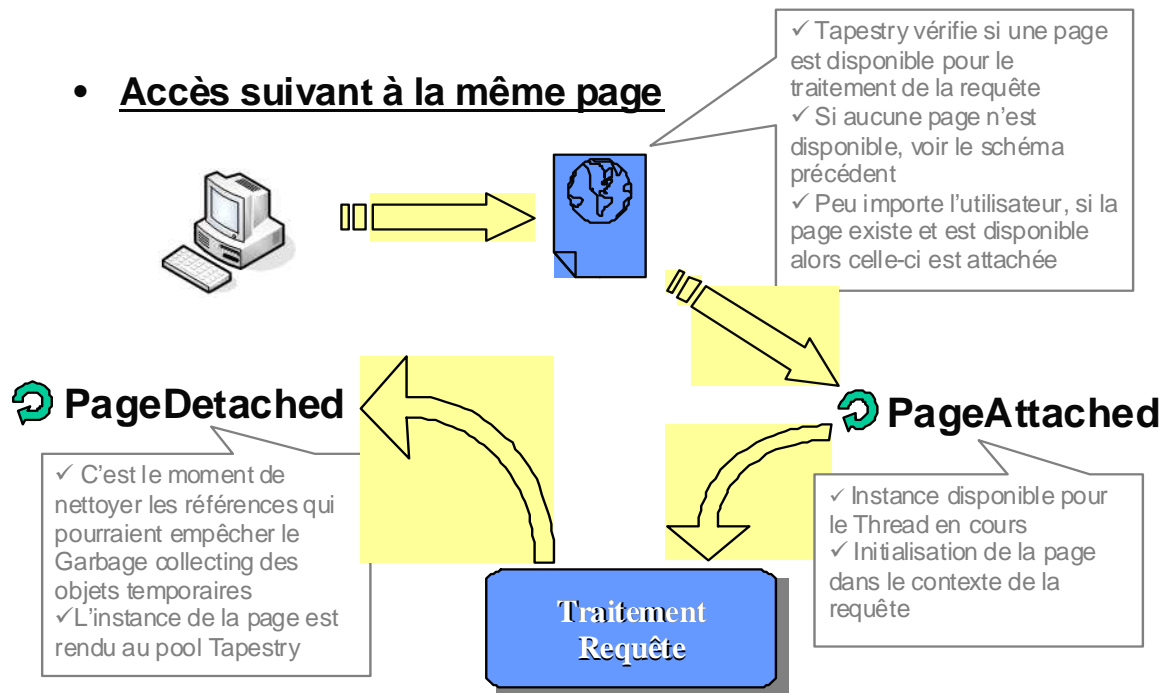 • Accès suivant à la même page
✓ Tapestry vérifie si une page
est disponible pour le
traitement de la requête
✓ Si aucune page n'est
disponible, voir le schéma
précédent
✓ Peu importe l'utilisateur, si la
page existe et est disponible
alors celle-ci est attachée
PageDetached
PageAttached
✓ C'est le moment de
nettoyer les références qui
pourraient empêcher le
Garbage collecting des
objets temporaires
✓L'instance de la page est
rendu au pool Tapestry
✓ Instance disponible pour
le Thread en cours
✓ Initialisation de la page
dans le contexte de la
requête
Traitement
Requête